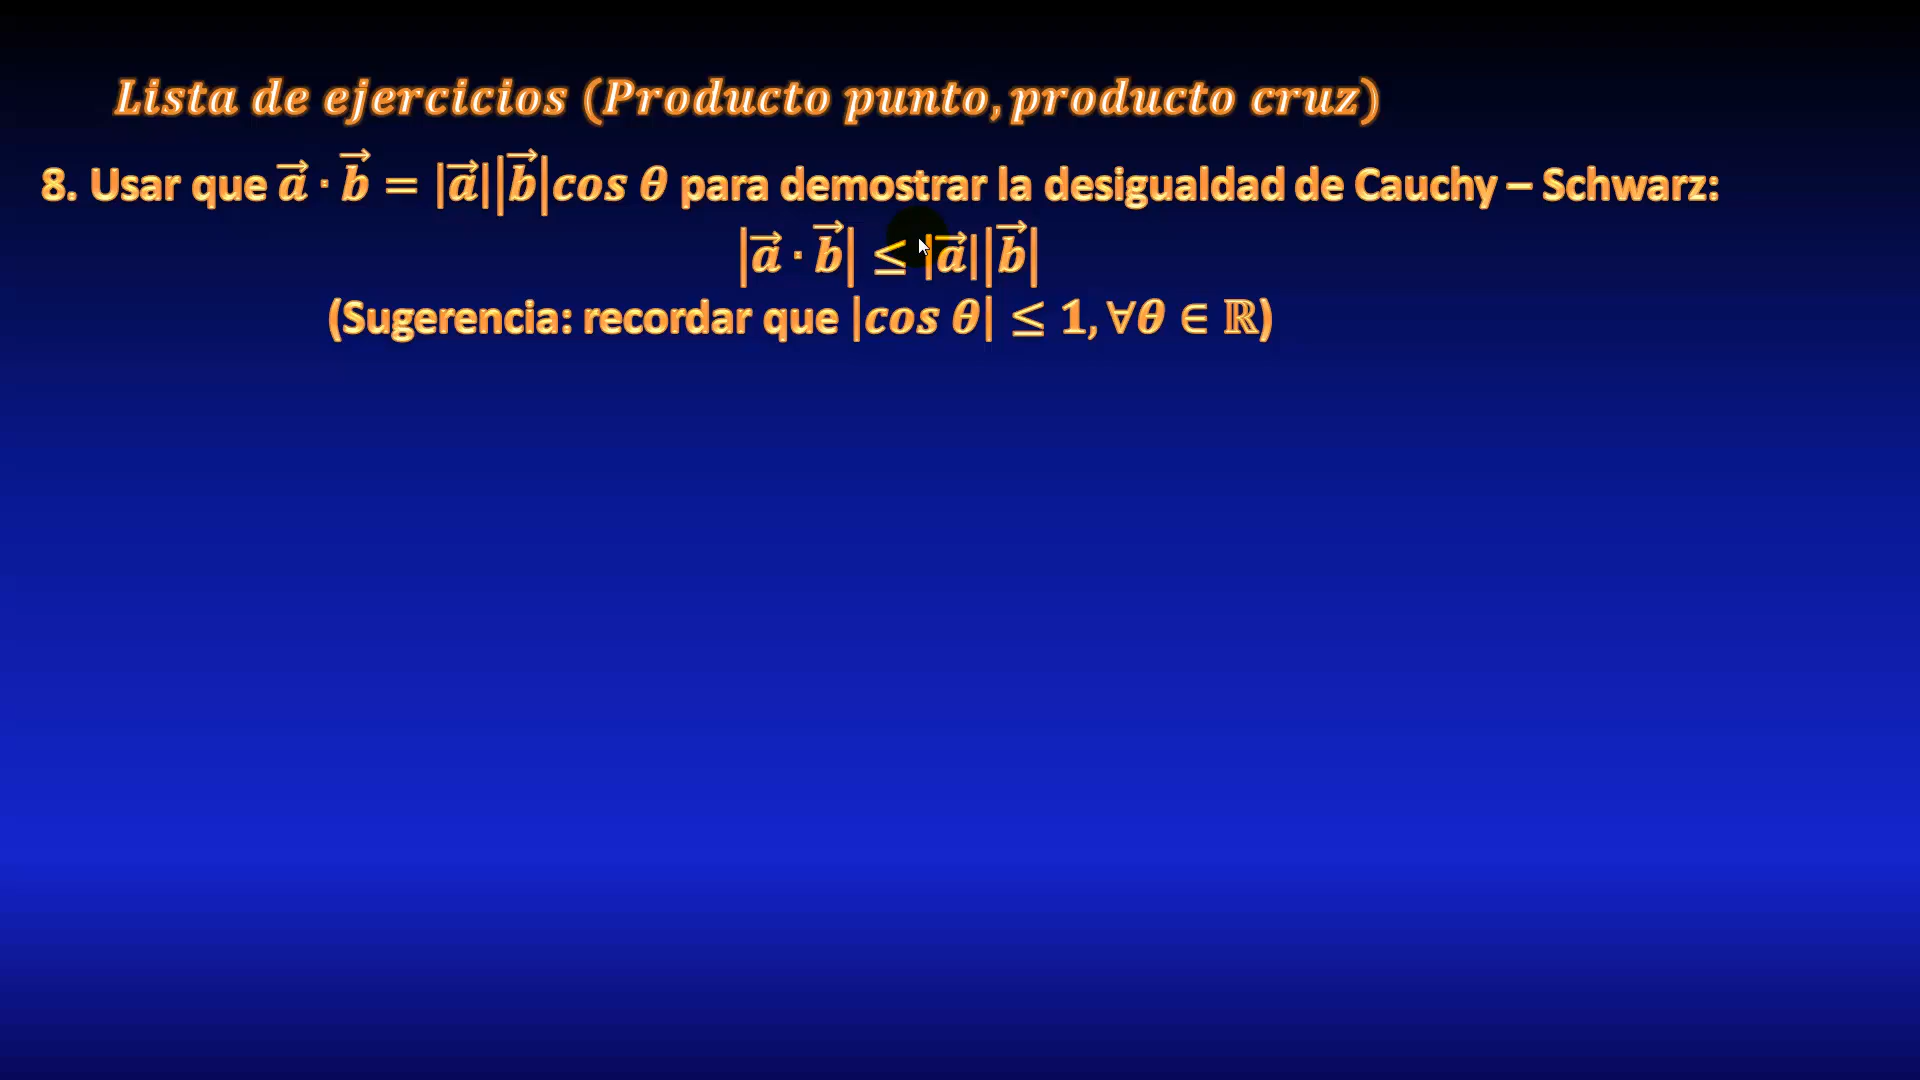 Lista de ejercicios (Producto punto, producto cruz)
8. Usar que a⃗ · b⃗ = |a⃗||b⃗|cos θ para demostrar la desigualdad de Cauchy – Schwarz:
|a⃗ · b⃗| ≤ |a⃗||b⃗|
(Sugerencia: recordar que |cos θ| ≤ 1, ∀θ ∈ ℝ)